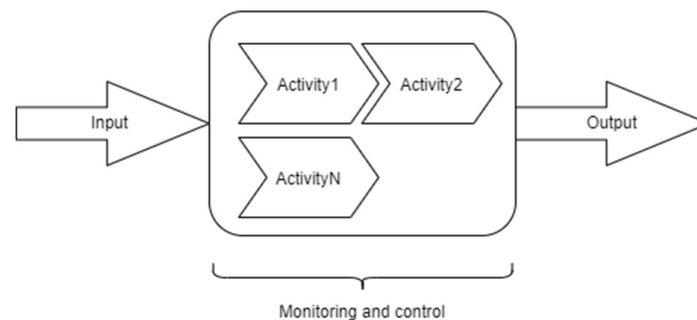 Input
Activity1
Activity2
Output
ActivityN
Monitoring and control